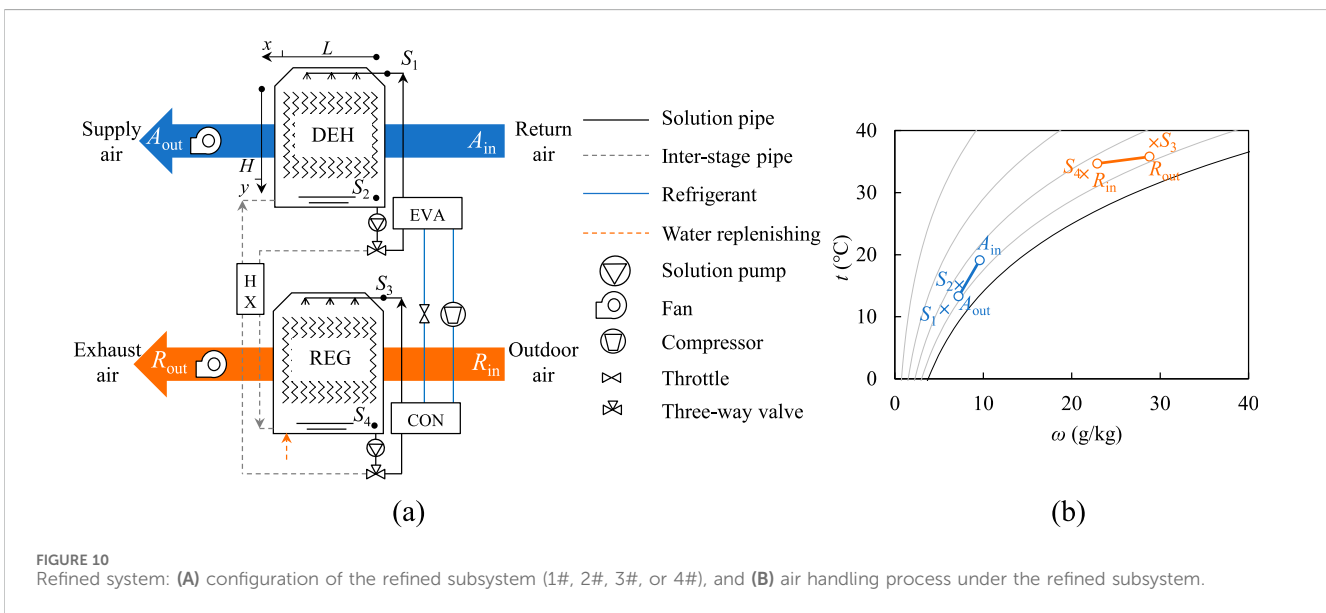 x
L
S1
Supply
air
Aout
DEH
Ain
Return
air
H
y
S2
EVA
H
X
S3
Exhaust
air
Rout
REG
Rin
Outdoor
air
S4
CON
Solution pipe
Inter-stage pipe
Refrigerant
Water replenishing
Solution pump
Fan
Compressor
Throttle
Three-way valve
(a)
40
30
20
10
0
t (°C)
S3
S4
Rin
Rout
Ain
S2
S1
Aout
0 10 20 30 40
ω (g/kg)
(b)
FIGURE 10
Refined system: (A) configuration of the refined subsystem (1#, 2#, 3#, or 4#), and (B) air handling process under the refined subsystem.